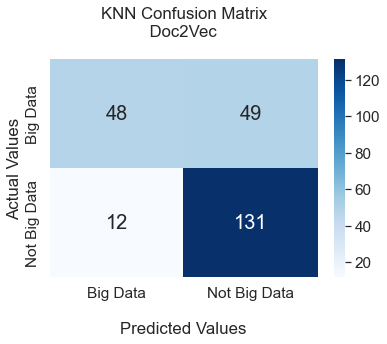 KNN Confusion Matrix
Doc2Vec
Actual Values
Big Data
Not Big Data
48
49
12
131
Big Data
Not Big Data
Predicted Values
120
100
80
60
40
20